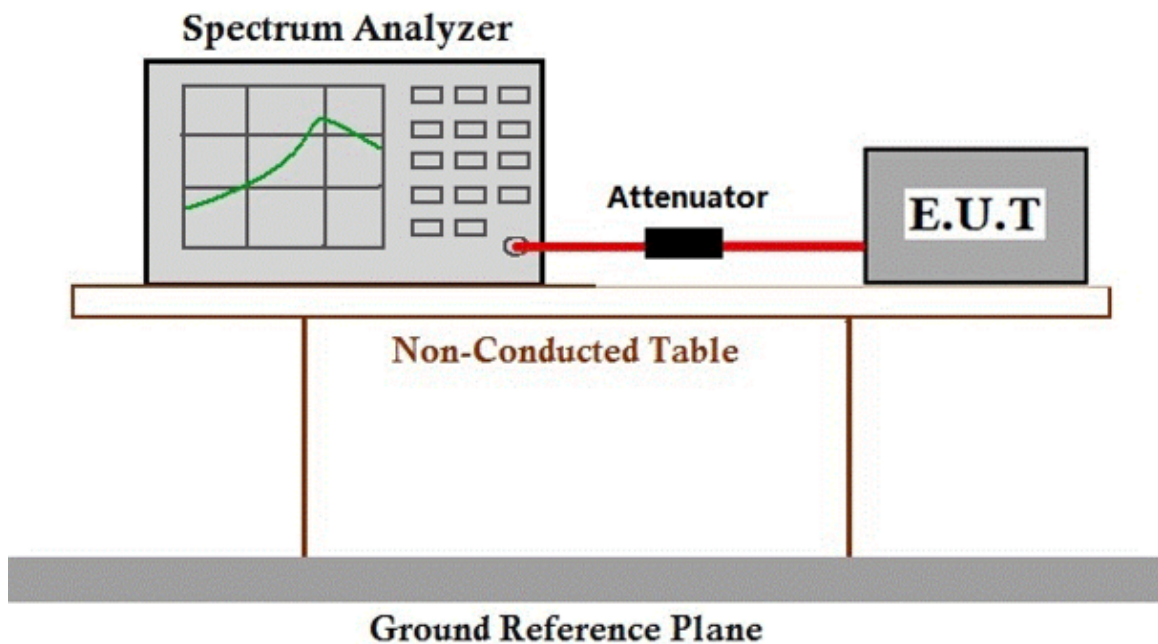 Spectrum Analyzer
Attenuator
E.U.T
Non-Conducted Table
Ground Reference Plane